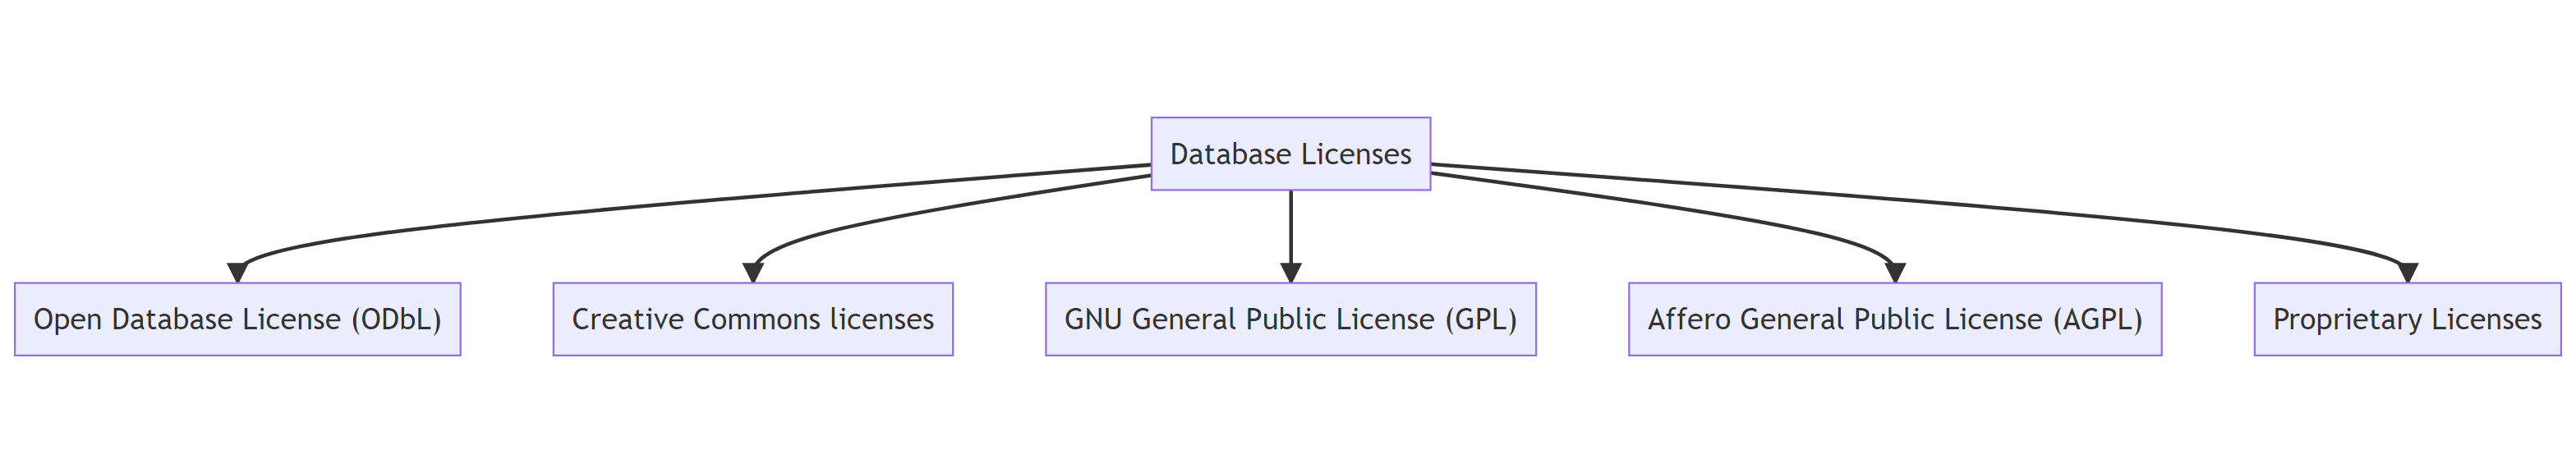 Database Licenses
Open Database License (ODbL)
Creative Commons licenses
GNU General Public License (GPL)
Affero General Public License (AGPL)
Proprietary Licenses